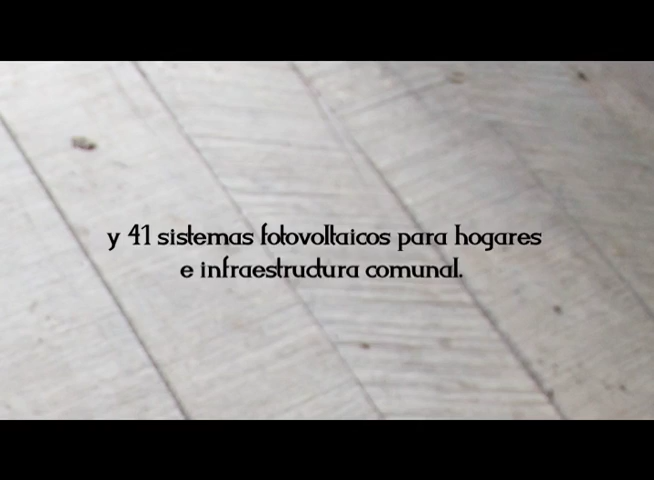 y 41 sistemas fotovoltaicos para hogares
e infraestructura comunal.